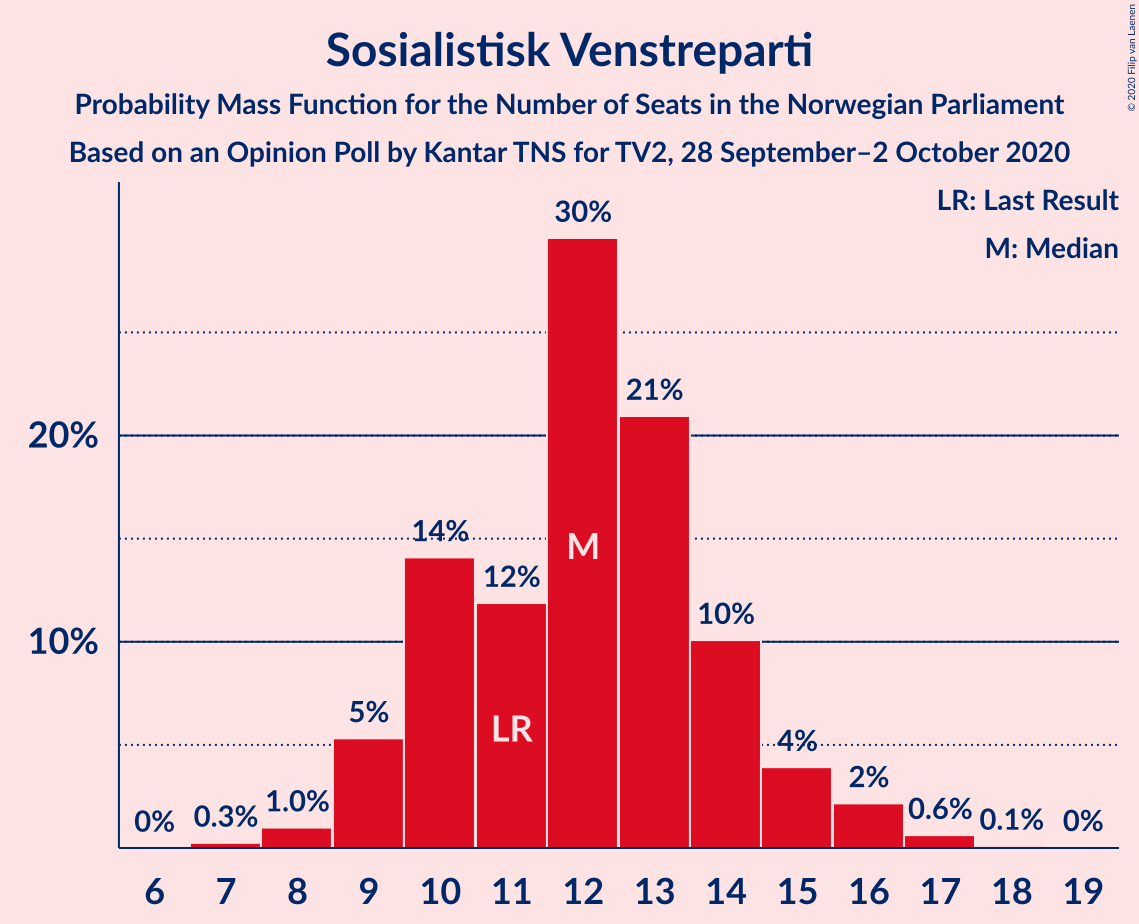 Sosialistisk Venstreparti
Probability Mass Function for the Number of Seats in the Norwegian Parliament
Based on an Opinion Poll by Kantar TNS for TV2, 28 September–2 October 2020
© 2020 Filip van Laenen
LR: Last Result
M: Median
30%
21%
20%
14%
12%
M
10%
10%
5%
LR
4%
2%
0%
0.3%
1.0%
0.6%
0.1%
0%
6 7 8 9 10 11 12 13 14 15 16 17 18 19